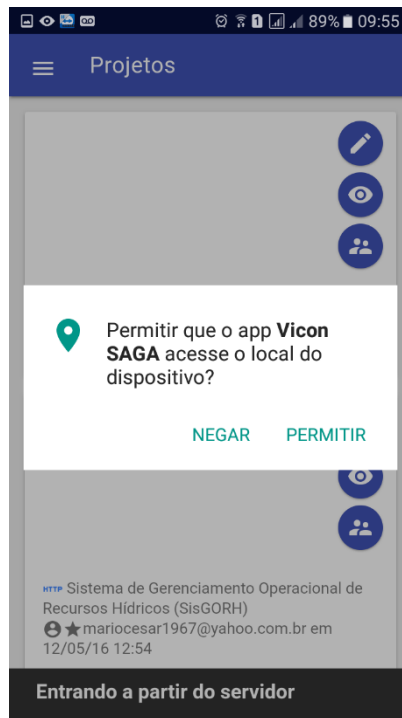 1 89% 09:55
Projetos
Permitir que o app Vicon
SAGA acesse o local do
dispositivo?
NEGAR PERMITIR
HTTP Sistema de Gerenciamento Operacional de
Recursos Hídricos (SisGORH)
mariocesar1967@yahoo.com.br em
12/05/16 12:54
Entrando a partir do servidor